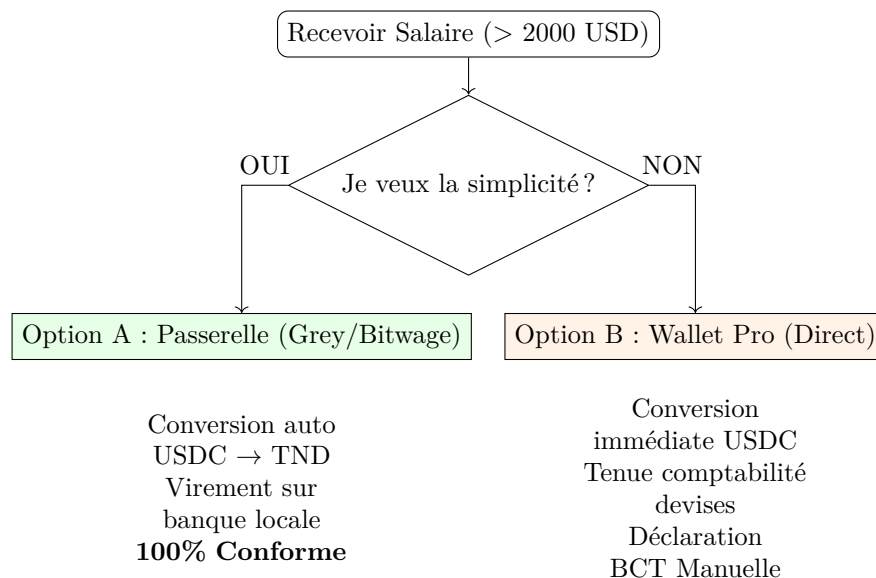 Recevoir Salaire (> 2000 USD)
Je veux la simplicité ?
OUI
NON
Option A : Passerelle (Grey/Bitwage)
Option B : Wallet Pro (Direct)
Conversion auto
USDC → TND
Virement sur
banque locale
100% Conforme
Conversion
immédiate USDC
Tenue comptabilité
devises
Déclaration
BCT Manuelle